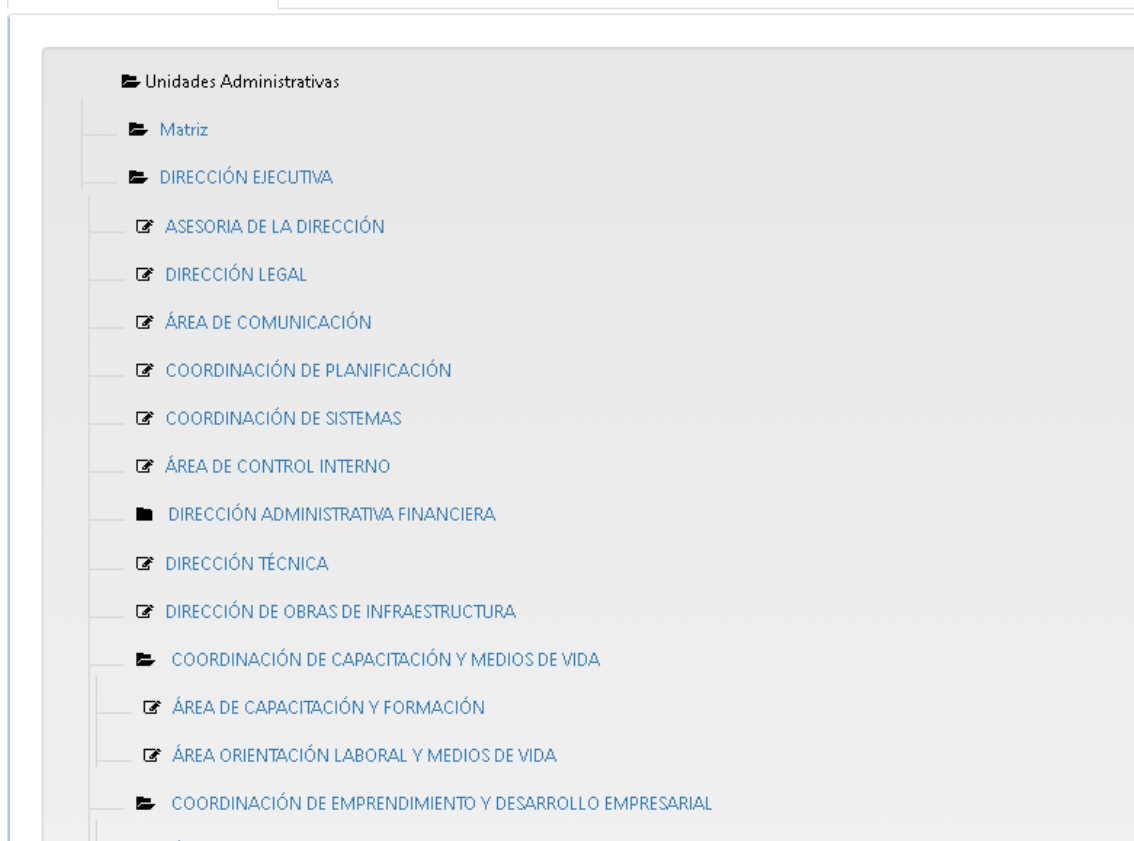 Unidades Administrativas
Matriz
DIRECCIÓN EJECUTIVA
ASESORIA DE LA DIRECCIÓN
DIRECCIÓN LEGAL
ÁREA DE COMUNICACIÓN
COORDINACIÓN DE PLANIFICACIÓN
COORDINACIÓN DE SISTEMAS
ÁREA DE CONTROL INTERNO
DIRECCIÓN ADMINISTRATIVA FINANCIERA
DIRECCIÓN TÉCNICA
DIRECCIÓN DE OBRAS DE INFRAESTRUCTURA
COORDINACIÓN DE CAPACITACIÓN Y MEDIOS DE VIDA
ÁREA DE CAPACITACIÓN Y FORMACIÓN
ÁREA ORIENTACIÓN LABORAL Y MEDIOS DE VIDA
COORDINACIÓN DE EMPRENDIMIENTO Y DESARROLLO EMPRESARIAL